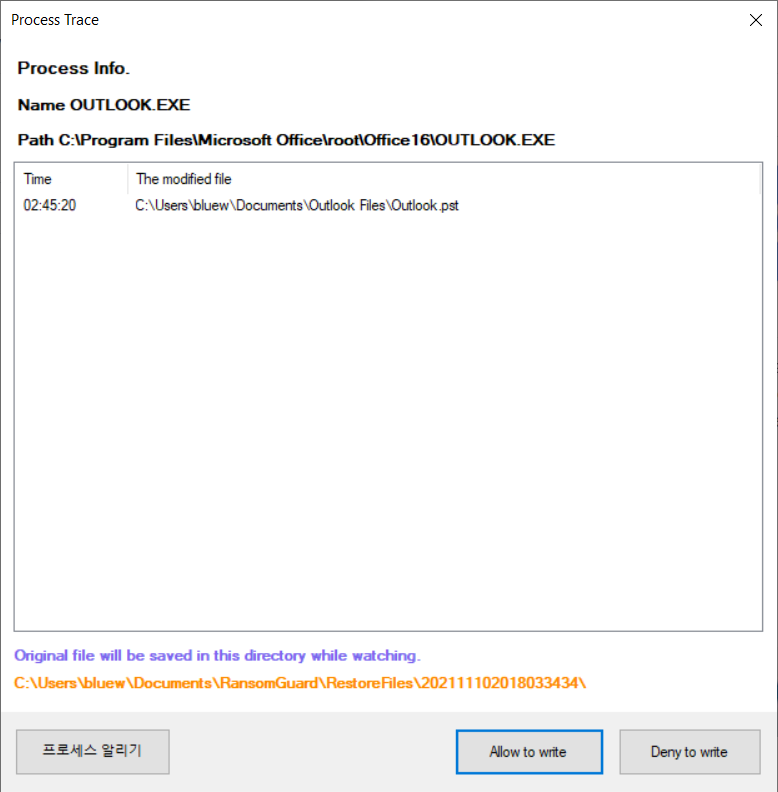 Process Trace
Process Info.
Name OUTLOOK.EXE
Path C:\Program Files\Microsoft Office\root\Office16\OUTLOOK.EXE
Time The modified file
02:45:20 C:\Users\bluew\Documents\Outlook Files\Outlook.pst
Original file will be saved in this directory while watching.
C:\Users\bluew\Documents\RansomGuard\RestoreFiles\202111102018033434\
프로세스 알리기 Allow to write Deny to write